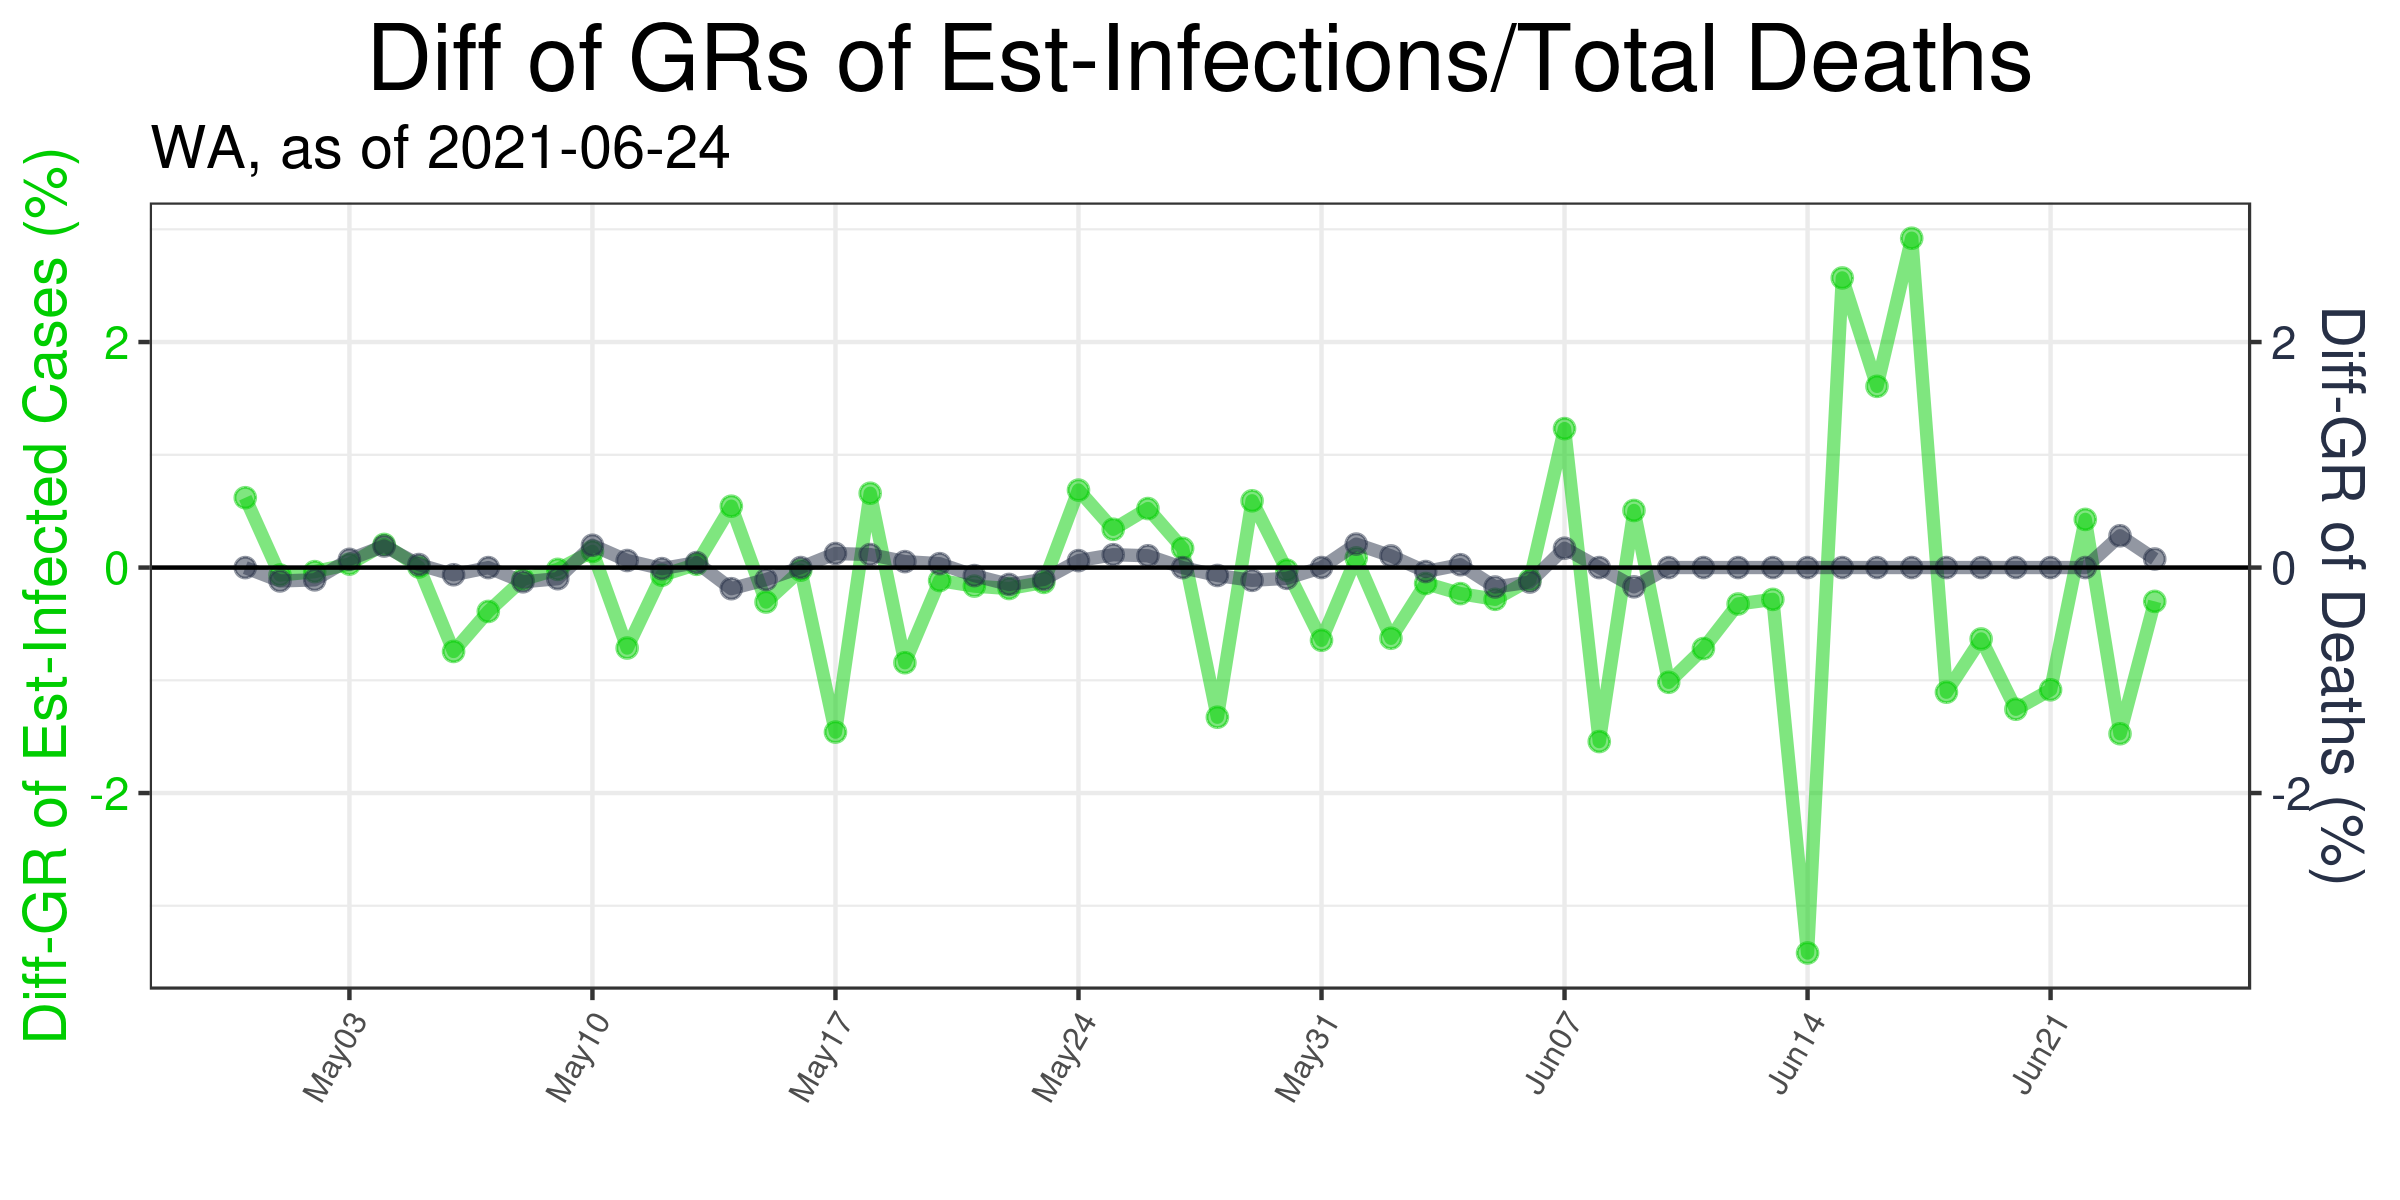 Diff of GRs of Est-Infections/Total Deaths
WA, as of 2021-06-24
Diff-GR of Est-Infected Cases (%)
2
0
-2
2
0
-2
Diff-GR of Deaths (%)
May03
May10
May17
May24
May31
Jun07
Jun14
Jun21